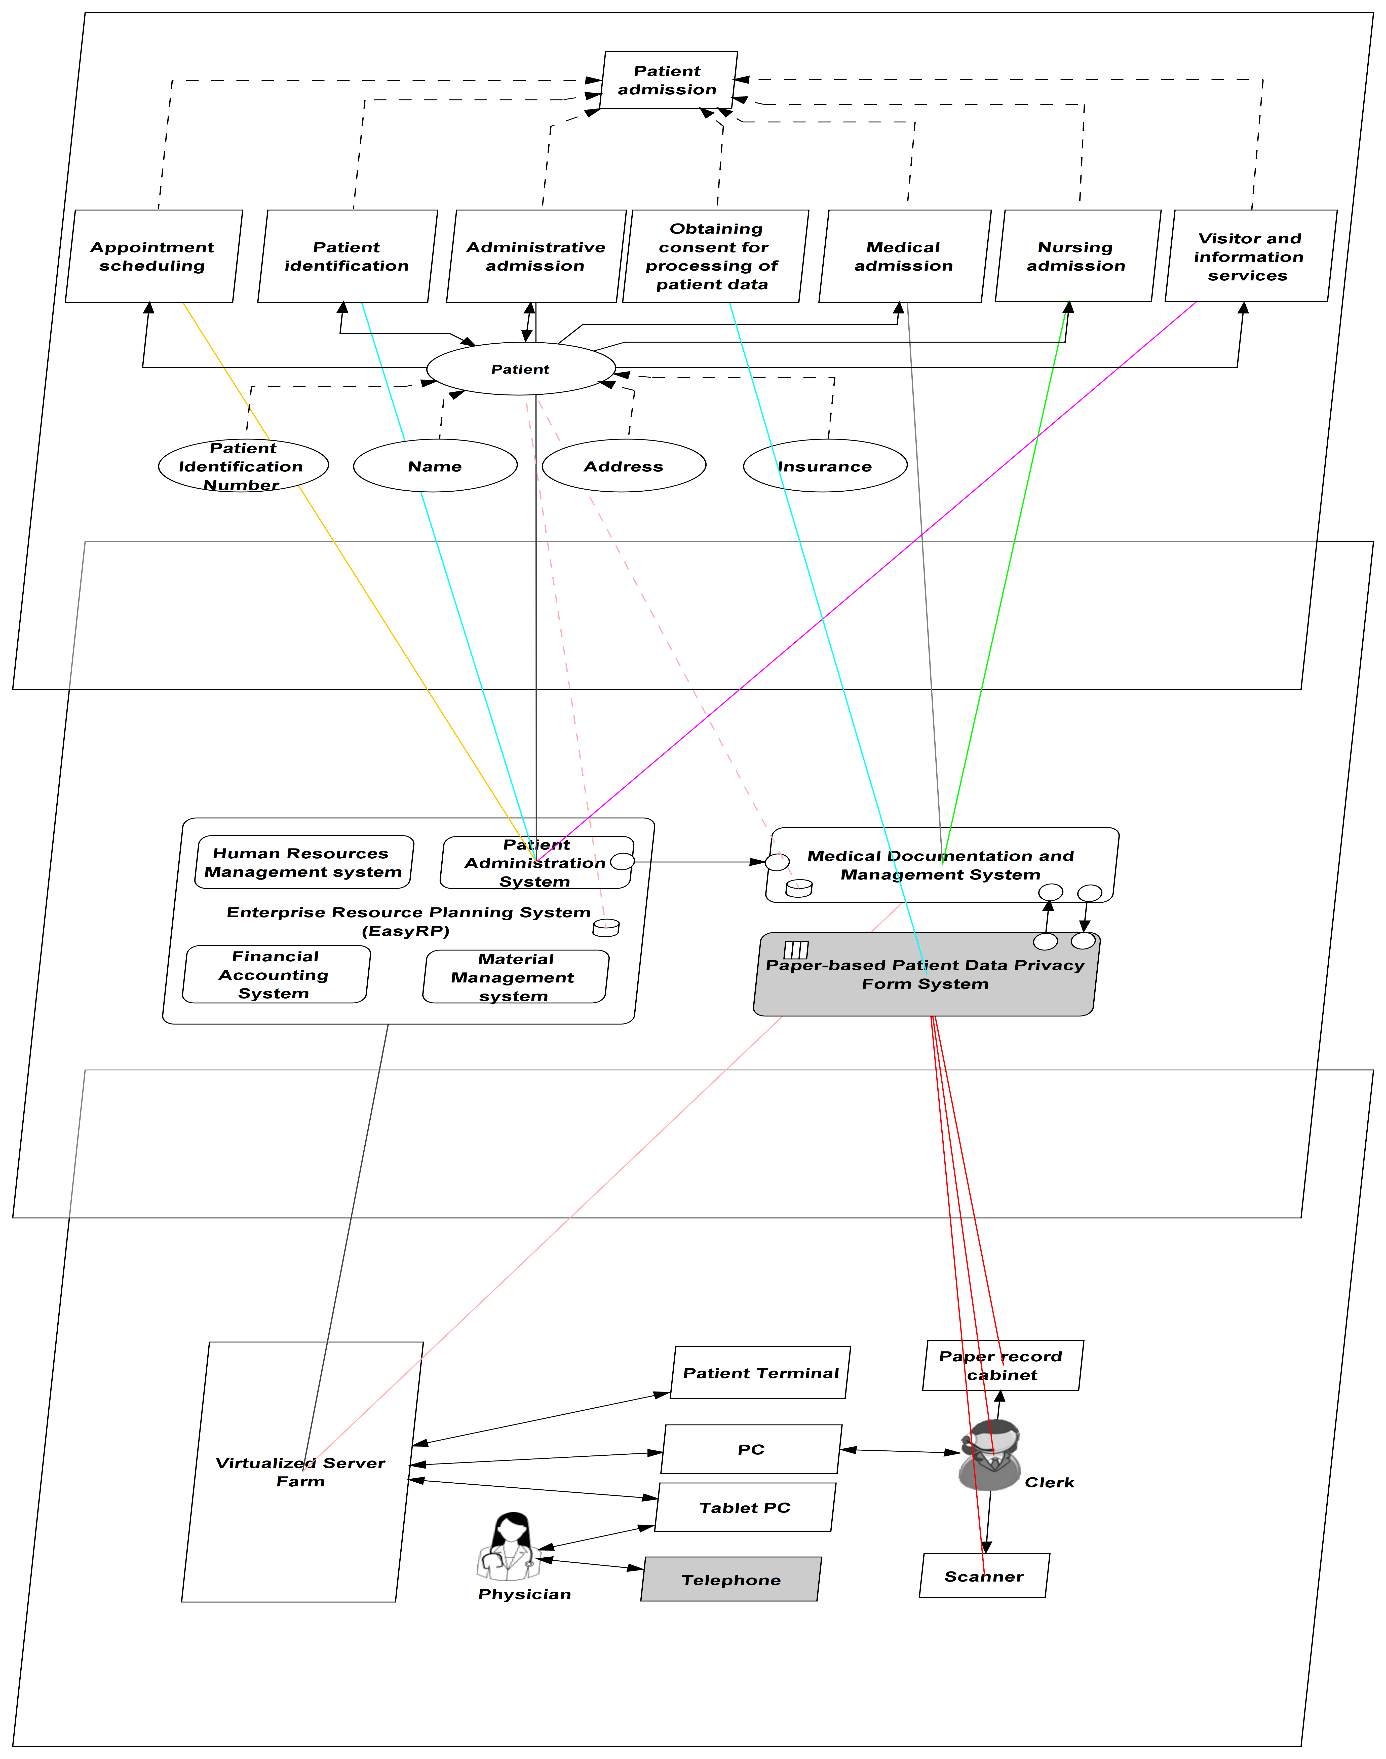 Patient
admission
Appointment
scheduling
Patient
identification
Administrative
admission
Obtaining
consent for
processing of
patient data
Medical
admission
Nursing
admission
Visitor and
information
services
Patient
Patient
Identification
Number
Name
Address
Insurance
Human Resources
Management system
Patient
Administration
System
Enterprise Resource Planning System
(EasyRP)
Financial
Accounting
System
Material
Management
system
Medical Documentation and
Management System
Paper-based Patient Data Privacy
Form System
Virtualized Server
Farm
Patient Terminal
PC
Tablet PC
Telephone
Physician
Paper record
cabinet
Clerk
Scanner